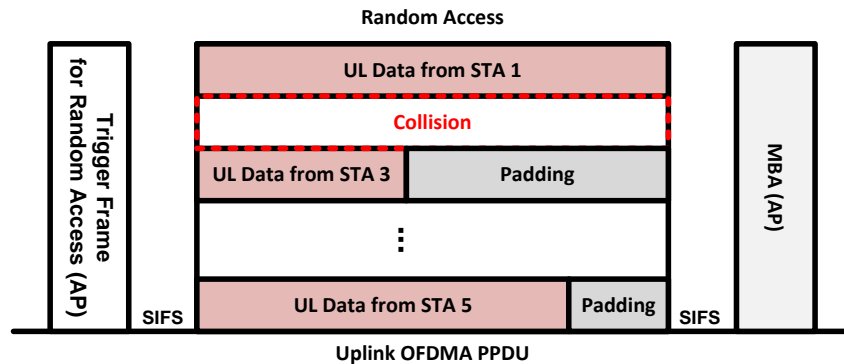 Random Access
Trigger Frame
for Random Access (AP)
SIFS
UL Data from STA 1
Collision
UL Data from STA 3
Padding
⋮
UL Data from STA 5
Padding
SIFS
MBA (AP)
Uplink OFDMA PPDU